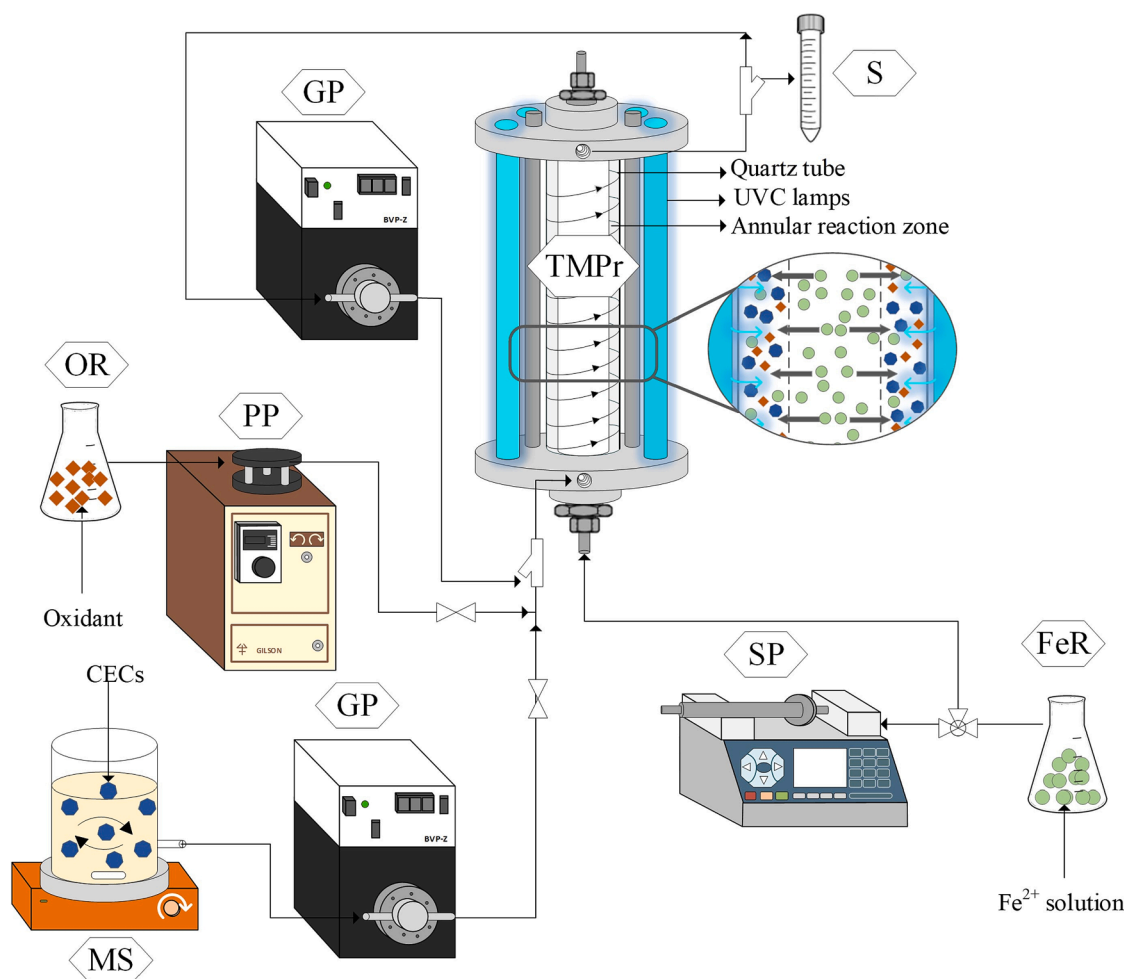 S
GP
BVP-Z
Quartz tube
UVC lamps
Annular reaction zone
TMPr
OR
PP
Oxidant
GILSON
CECs
GP
BVP-Z
SP
FeR
Fe²⁺ solution
MS